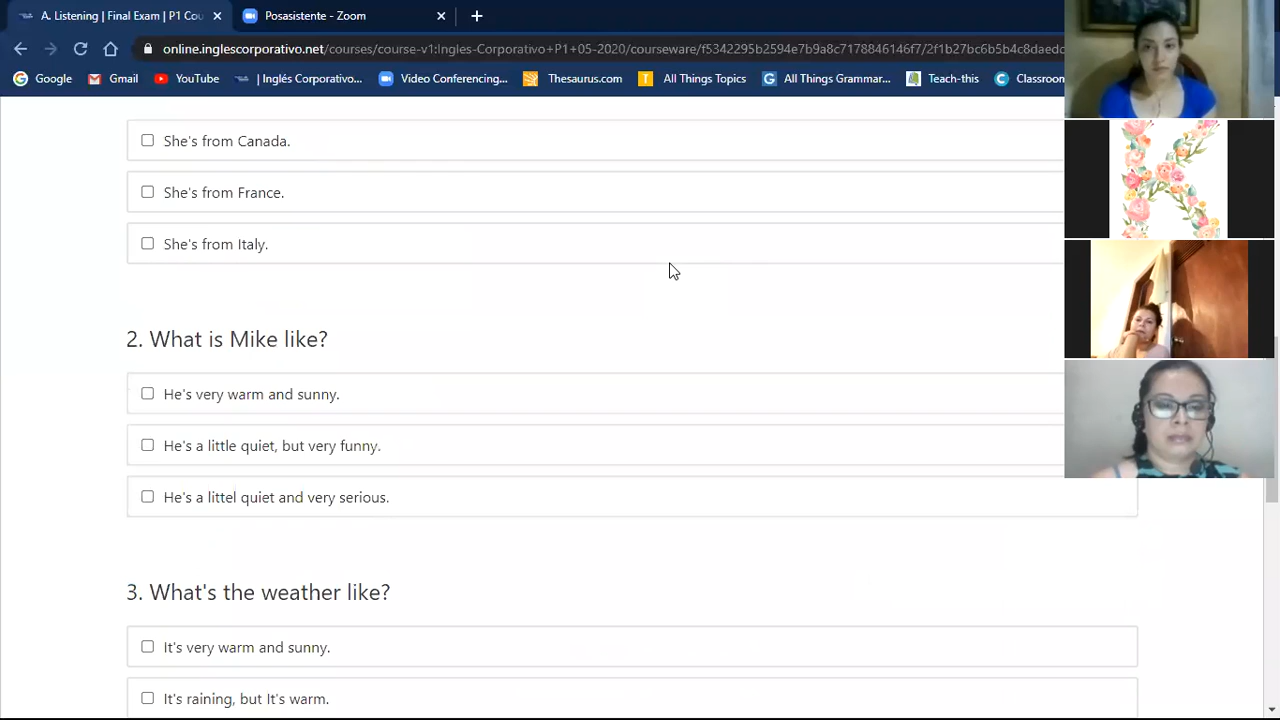 A. Listening | Final Exam | P1 Cou
Posasistente - Zoom
online.inglescorporativo.net/courses/course-v1:Ingles-Corporativo+P1+05-2020/courseware/f5342295b2594e7b9a8c7178846146f7/2f1b27bc6b5b4c8daedc
Google
Gmail
YouTube
| Inglés Corporativo...
Video Conferencing...
Thesaurus.com
All Things Topics
All Things Grammar...
Teach-this
Classroom
She's from Canada.
She's from France.
She's from Italy.
2. What is Mike like?
He's very warm and sunny.
He's a little quiet, but very funny.
He's a littel quiet and very serious.
3. What's the weather like?
It's very warm and sunny.
It's raining, but It's warm.